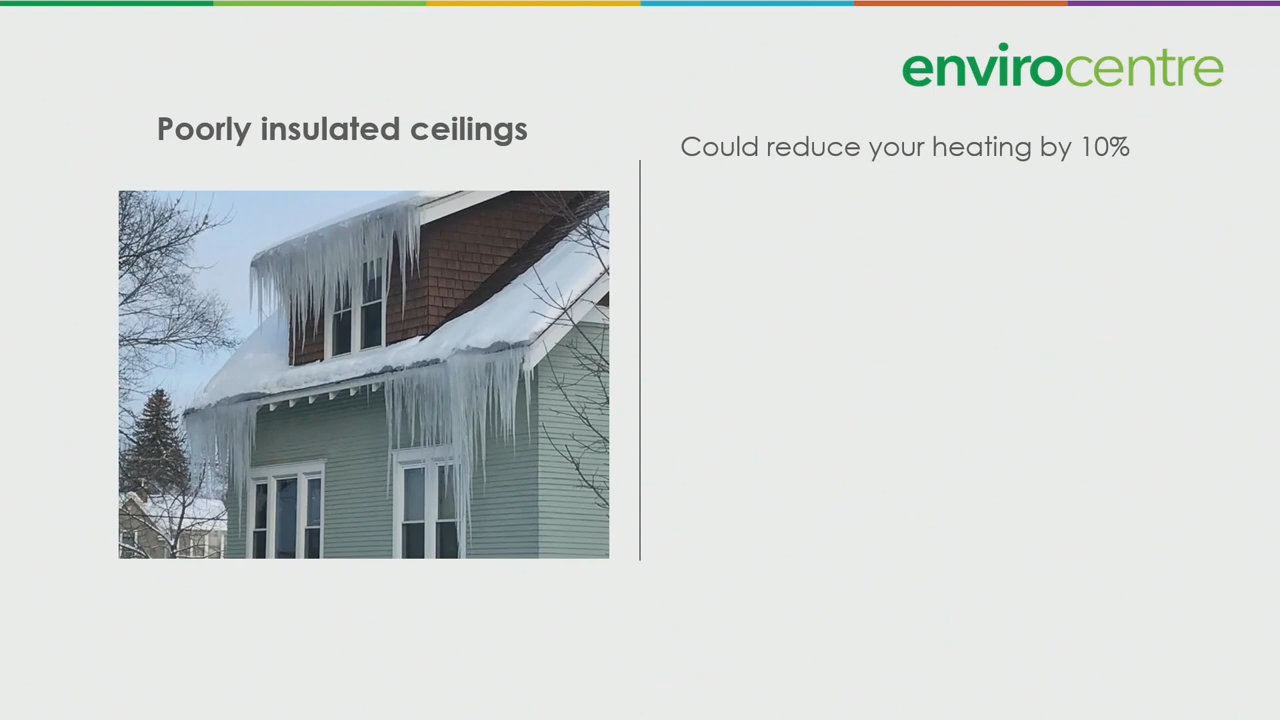 envirocentre
Poorly insulated ceilings
Could reduce your heating by 10%